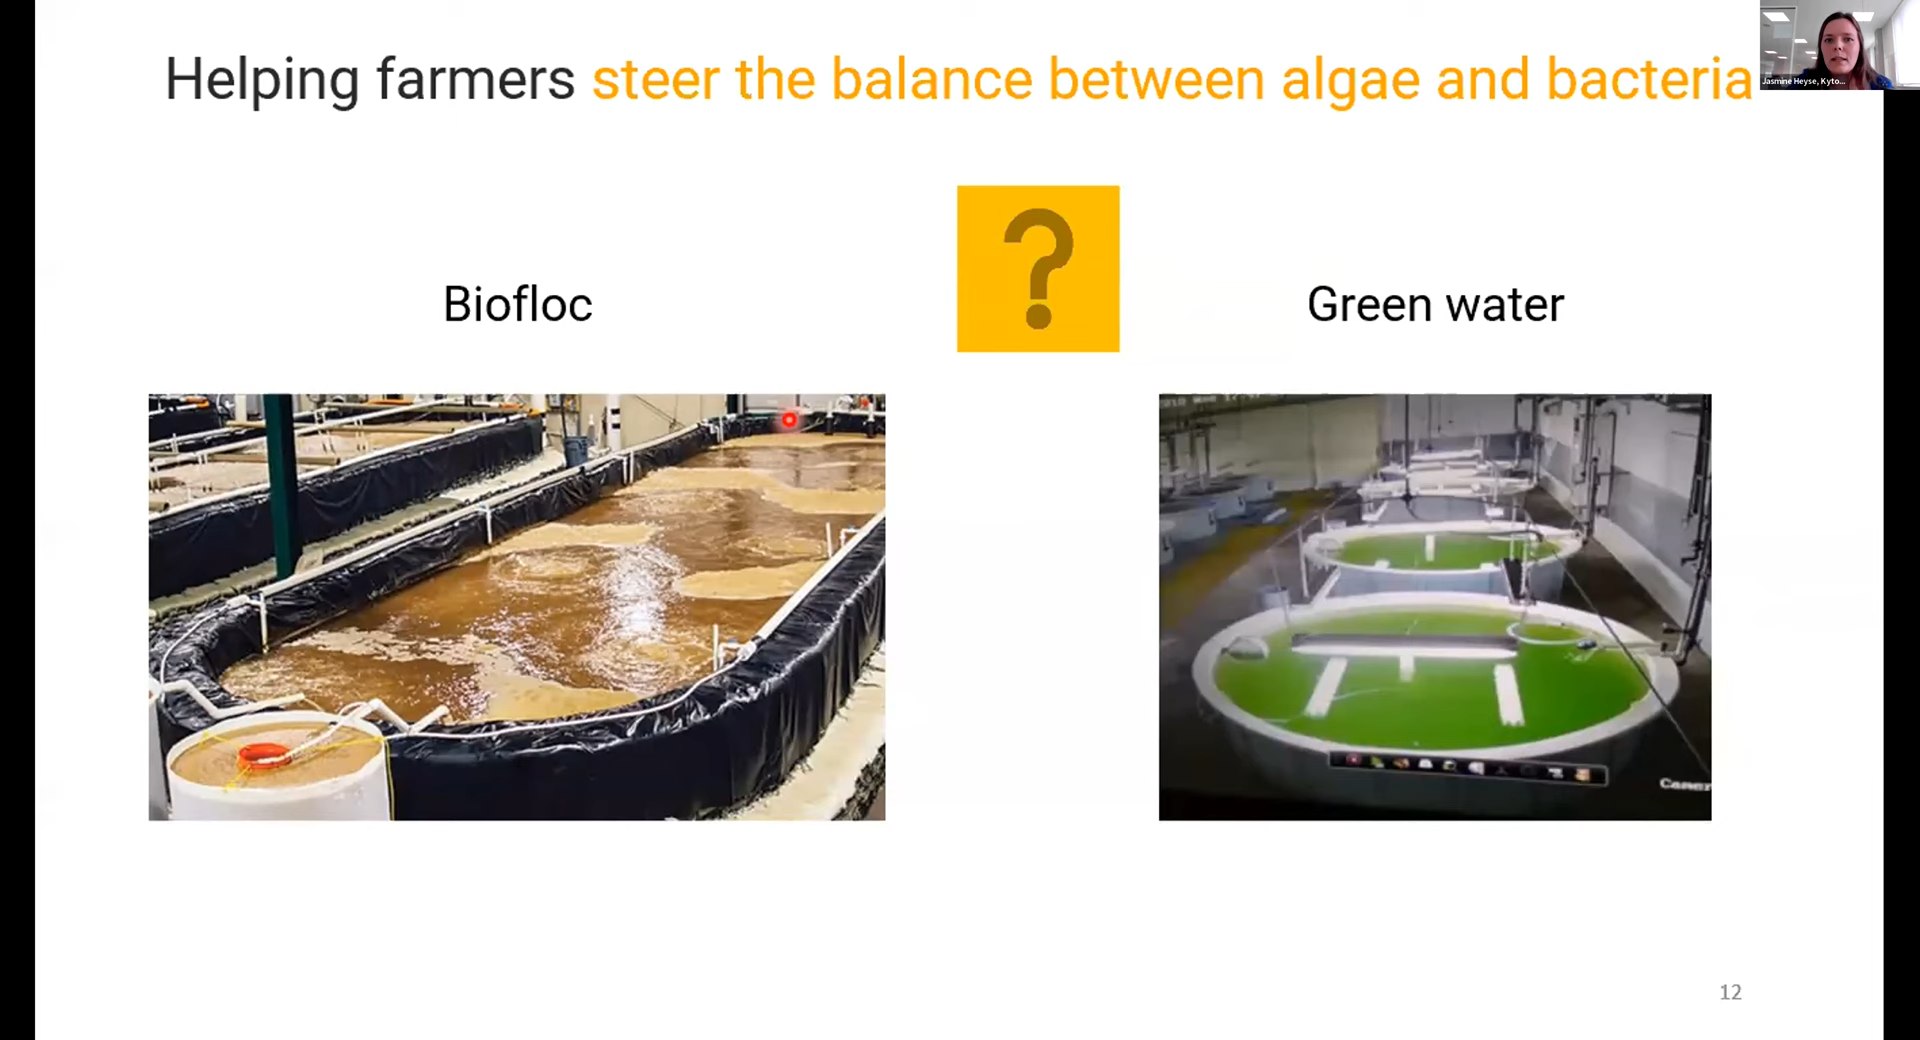 Helping farmers steer the balance between algae and bacteria
Jasmine Heyse, Kyto...
?
Biofloc
Green water
12